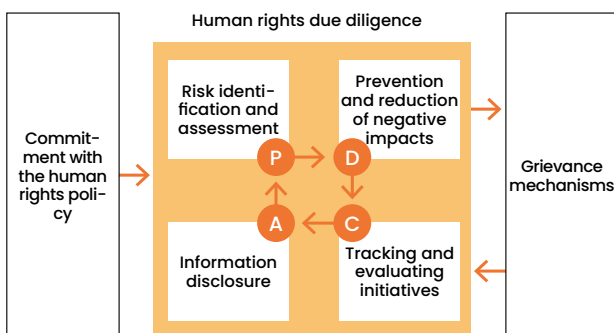 Human rights due diligence
Commit-
ment with
the human
rights poli-
cy
Risk identi-
fication and
assessment
P
Prevention
and reduction
of negative
impacts
D
A
Information
disclosure
C
Tracking and
evaluating
initiatives
Grievance
mechanisms